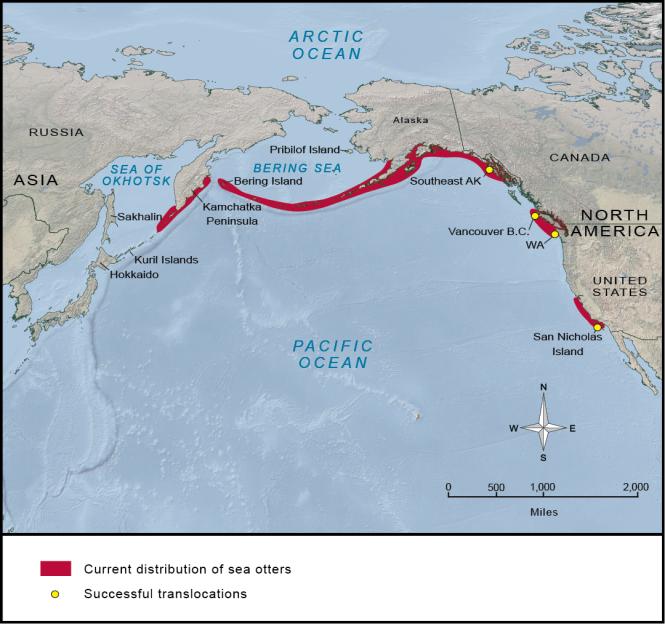 ARCTIC
OCEAN
RUSSIA
Alaska
Pribilof Island
CANADA
SEA OF
OKHOTSK
BERING SEA
ASIA
Bering Island
Southeast AK
Kamchatka
Peninsula
Sakhalin
NORTH
AMERICA
Vancouver B.C.
WA
Kuril Islands
Hokkaido
UNITED
STATES
San Nicholas
Island
PACIFIC
OCEAN
N
W
E
S
0 500 1,000 2,000
Miles
Current distribution of sea otters
Successful translocations